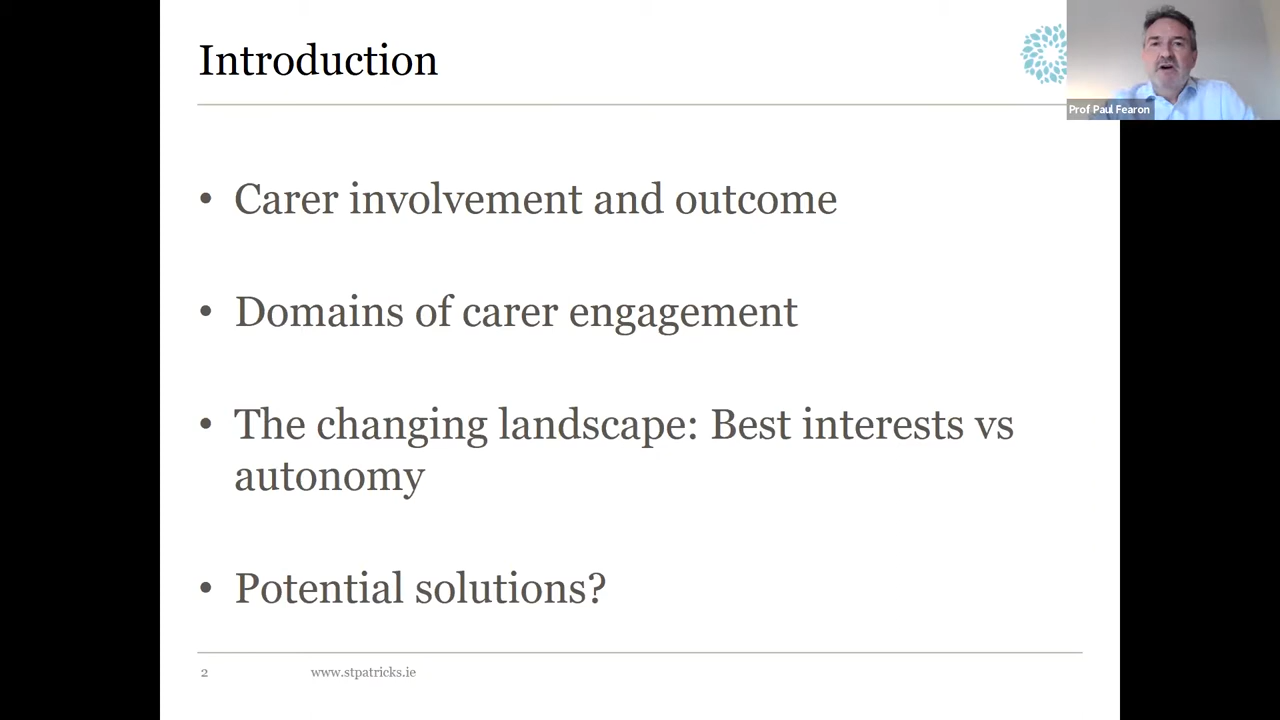 Introduction
Prof Paul Fearon
• Carer involvement and outcome
• Domains of carer engagement
• The changing landscape: Best interests vs
autonomy
• Potential solutions?
2
www.stpatricks.ie